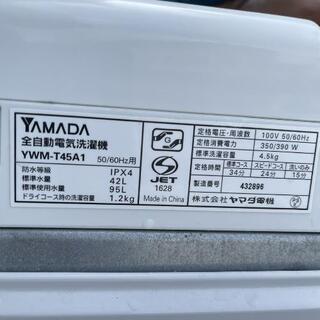 YAMADA
全自動電気洗濯機
YWM-T45A1 50/60Hz用
防水等級 IPX4
標準水量 42L
標準使用水量 95L
ドライコース時の洗濯容量 1.2kg
JET
1628
Made in China
定格電圧・周波数 100V 50/60Hz
定格消費電力 350/390 W
標準洗濯容量 4.5kg
標準コース スピードコース 洗いのみ
34分 24分 15分
製造番号 432896
株式会社 ヤマダ電機